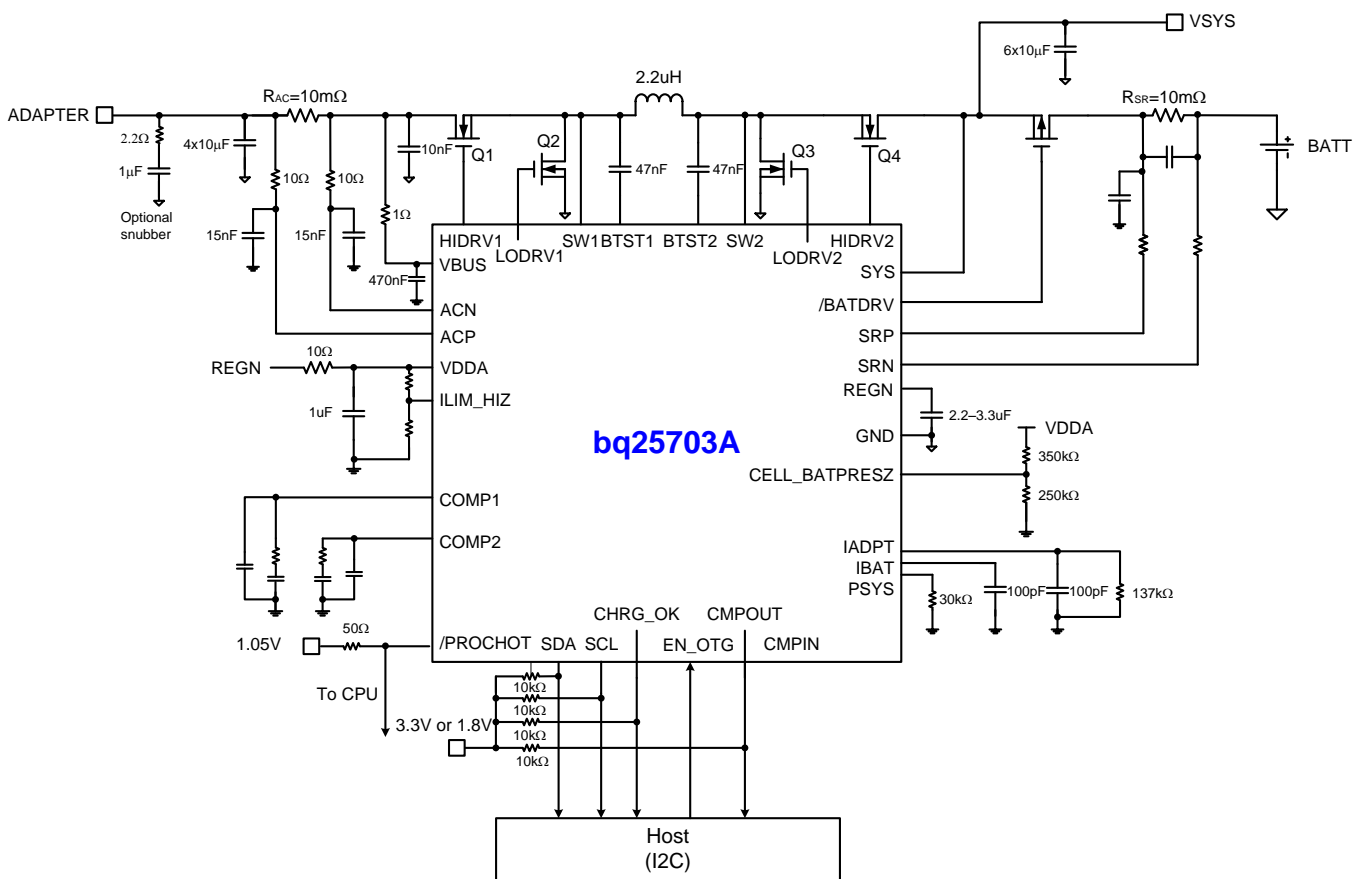 VSYS
6x10µF
2.2uH
RAC=10mΩ
RSR=10mΩ
ADAPTER
2.2Ω
4x10µF
10nF
Q1
Q2
Q3
Q4
BATT
1µF
10Ω
10Ω
47nF
47nF
Optional
snubber
1Ω
15nF
15nF
HIDRV1
SW1
BTST1
BTST2
SW2
HIDRV2
LODRV1
LODRV2
VBUS
SYS
470nF
/BATDRV
ACN
ACP
SRP
10Ω
REGN
VDDA
SRN
REGN
1uF
ILIM_HIZ
2.2–3.3uF
bq25703A
GND
VDDA
350kΩ
CELL_BATPRESZ
250kΩ
COMP1
COMP2
IADPT
IBAT
PSYS
100pF
100pF
137kΩ
30kΩ
CHRG_OK
CMPOUT
1.05V
50Ω
/PROCHOT
SDA
SCL
EN_OTG
CMPIN
To CPU
10kΩ
10kΩ
3.3V or 1.8V
10kΩ
10kΩ
Host
(I2C)